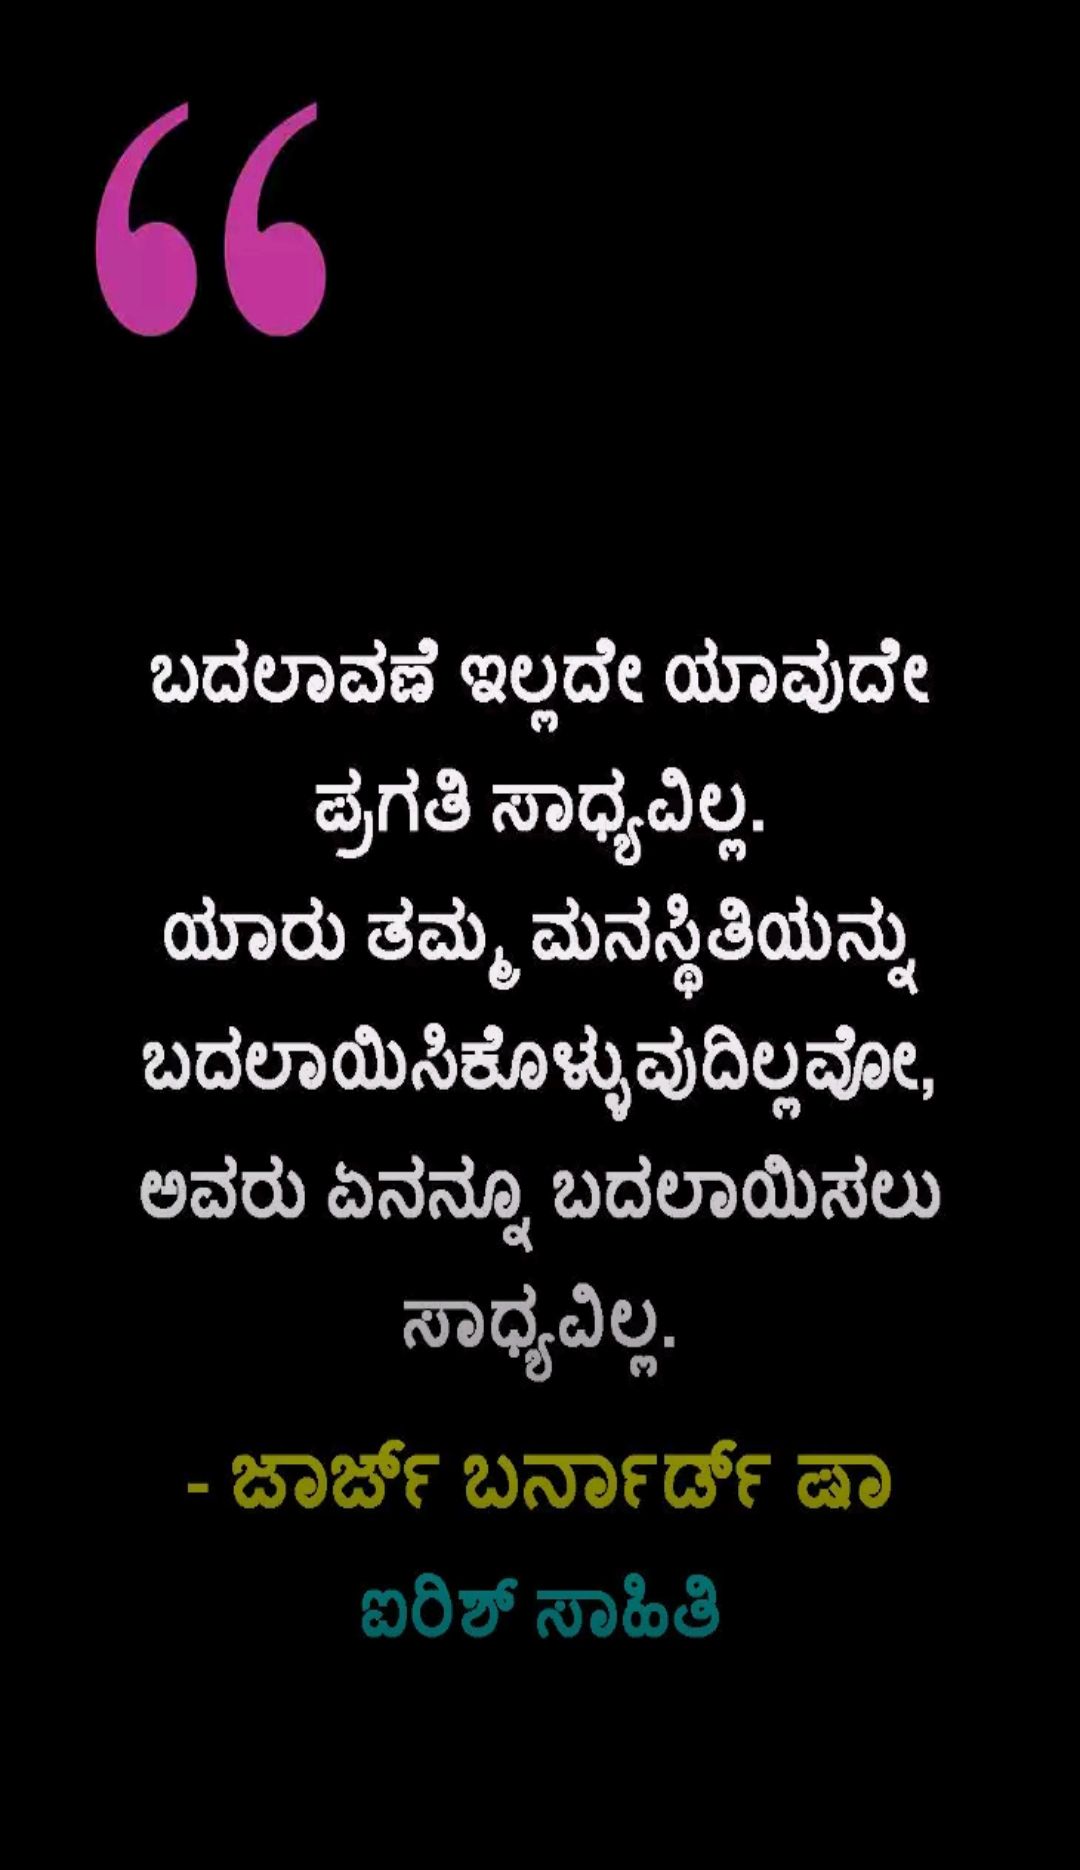 “
ಬದಲಾವಣೆ ಇಲ್ಲದೇ ಯಾವುದೇ
ಪ್ರಗತಿ ಸಾಧ್ಯವಿಲ್ಲ.
ಯಾರು ತಮ್ಮ ಮನಸ್ಥಿತಿಯನ್ನು
ಬದಲಾಯಿಸಿಕೊಳ್ಳುವುದಿಲ್ಲವೋ,
ಅವರು ಏನನ್ನೂ ಬದಲಾಯಿಸಲು
ಸಾಧ್ಯವಿಲ್ಲ.
- ಜಾರ್ಜ್ ಬರ್ನಾರ್ಡ್ ಷಾ
ಐರಿಶ್ ಸಾಹಿತಿ